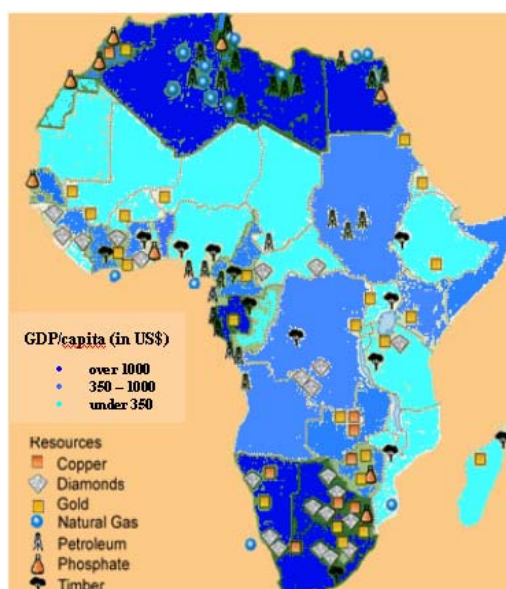 GDP/capita (in US$)
over 1000
350 – 1000
under 350
Resources
Copper
Diamonds
Gold
Natural Gas
Petroleum
Phosphate
Timber